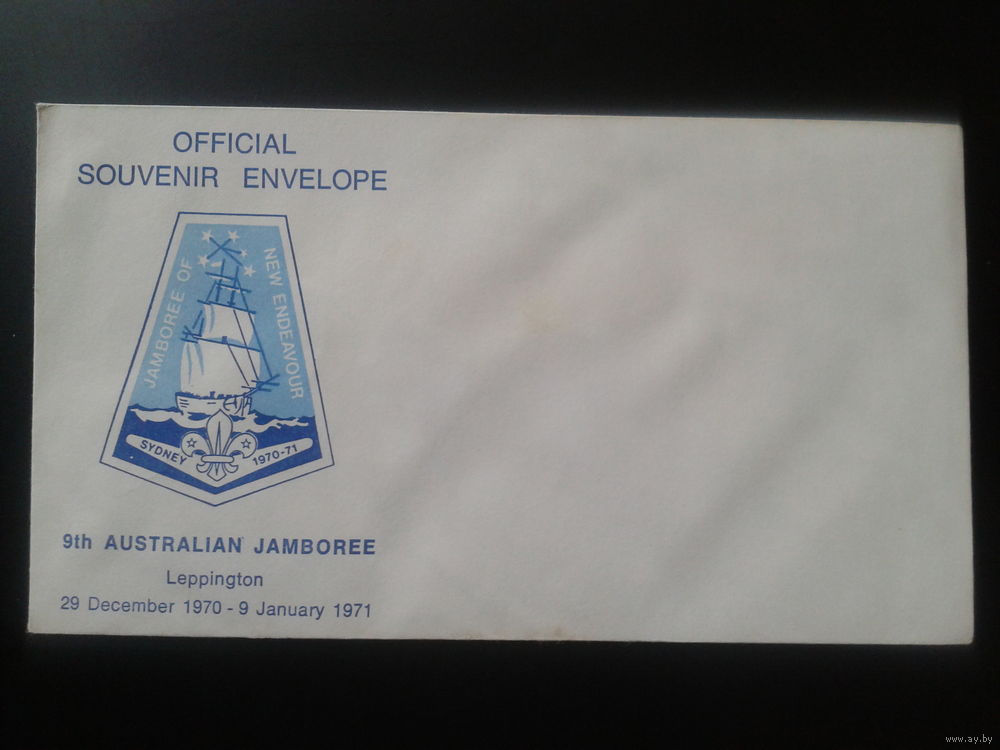 OFFICIAL
SOUVENIR ENVELOPE
JAMBOREE OF
NEW ENDEAVOUR
SYDNEY 1970-71
9th AUSTRALIAN JAMBOREE
Leppington
29 December 1970 - 9 January 1971
www.ay.by